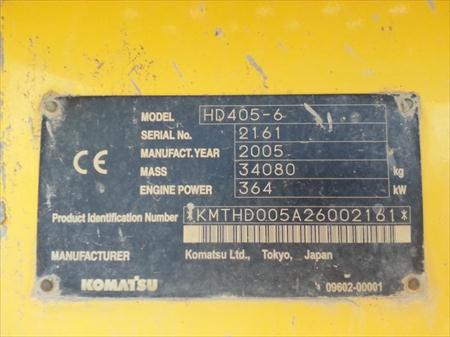 MODEL HD405-6
SERIAL No. 2161
MANUFACT.YEAR 2005
MASS 34080 kg
ENGINE POWER 364 kW
CE
Product Identification Number *KMTHD005A26002161*
MANUFACTURER Komatsu Ltd., Tokyo, Japan
KOMATSU 09602-00001